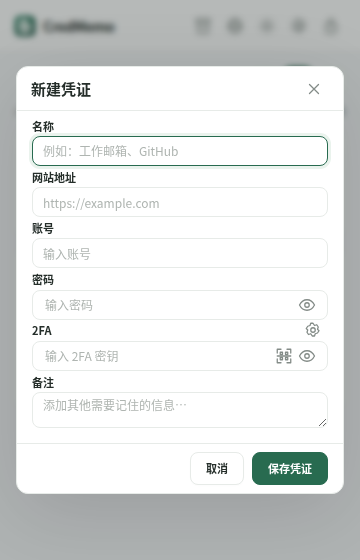 CredMemo
新建凭证
名称
例如：工作邮箱、GitHub
网站地址
https://example.com
账号
输入账号
密码
输入密码
2FA
输入 2FA 密钥
备注
添加其他需要记住的信息…
取消
保存凭证